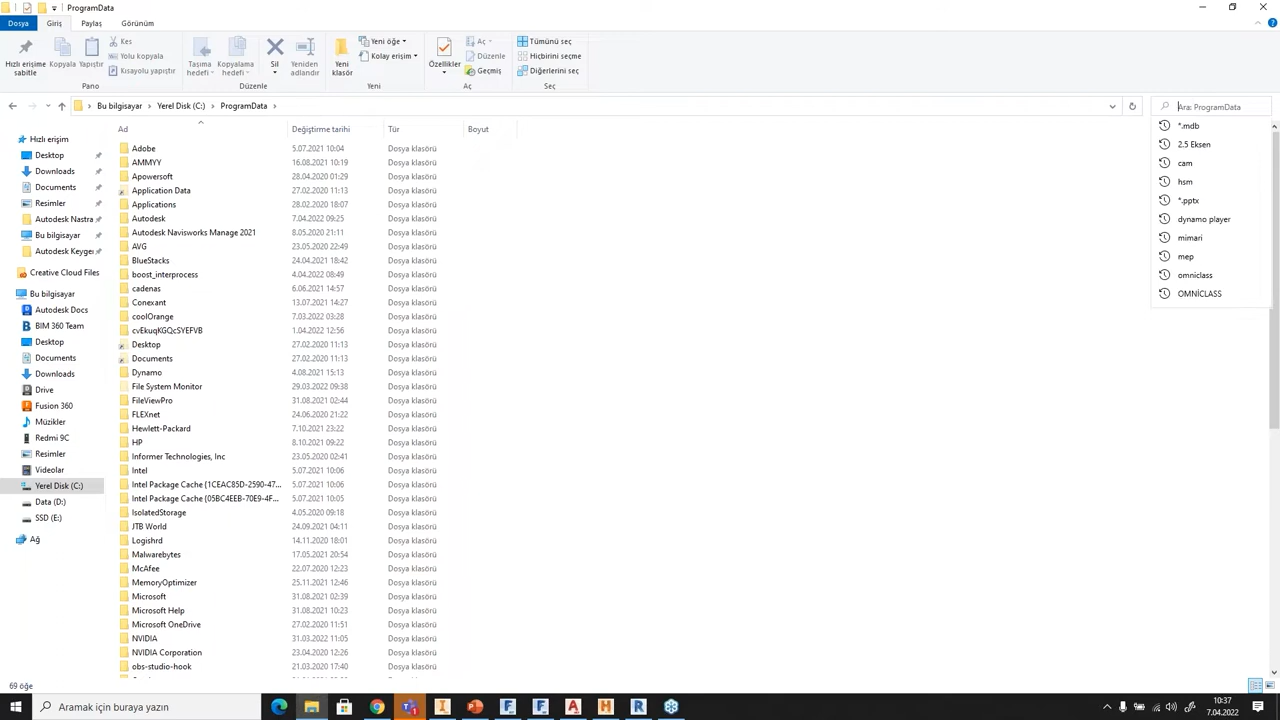 ProgramData
Dosya Giriş Paylaş Görünüm
Hızlı erişime sabitle
Kopyala
Yapıştır
Kes
Yolu kopyala
Kısayolu yapıştır
Pano
Taşıma hedefi
Kopyalama hedefi
Sil
Yeniden adlandır
Düzenle
Yeni klasör
Yeni öğe
Kolay erişim
Yeni
Özellikler
Aç
Düzenle
Geçmiş
Aç
Tümünü seç
Hiçbirini seçme
Diğerlerini seç
Seç
Bu bilgisayar > Yerel Disk (C:) > ProgramData >
Ara: ProgramData
*.mdb
2.5 Eksen
cam
hsm
*.pptx
dynamo player
mimari
mep
omniclass
OMNİCLASS
Hızlı erişim
Desktop
Downloads
Documents
Resimler
Autodesk Nastra
Bu bilgisayar
Autodesk Keyger
Creative Cloud Files
Bu bilgisayar
Autodesk Docs
BIM 360 Team
Desktop
Documents
Downloads
Drive
Fusion 360
Müzikler
Redmi 9C
Resimler
Videolar
Yerel Disk (C:)
Data (D:)
SSD (E:)
Ağ
Ad Değiştirme tarihi Tür Boyut
Adobe 5.07.2021 10:04 Dosya klasörü
AMMYY 16.08.2021 10:19 Dosya klasörü
Apowersoft 28.04.2020 01:29 Dosya klasörü
Application Data 27.02.2020 11:13 Dosya klasörü
Applications 28.02.2020 18:07 Dosya klasörü
Autodesk 7.04.2022 09:25 Dosya klasörü
Autodesk Navisworks Manage 2021 8.05.2020 21:11 Dosya klasörü
AVG 23.05.2020 22:49 Dosya klasörü
BlueStacks 24.04.2021 18:42 Dosya klasörü
boost_interprocess 4.04.2022 08:49 Dosya klasörü
cadenas 6.06.2021 14:57 Dosya klasörü
Conexant 13.07.2021 14:27 Dosya klasörü
coolOrange 7.03.2022 03:28 Dosya klasörü
cvEkuqKGQcSYEFVB 1.04.2022 12:56 Dosya klasörü
Desktop 27.02.2020 11:13 Dosya klasörü
Documents 27.02.2020 11:13 Dosya klasörü
Dynamo 4.08.2021 15:13 Dosya klasörü
File System Monitor 29.03.2022 09:38 Dosya klasörü
FileViewPro 31.08.2021 02:44 Dosya klasörü
FLEXnet 24.06.2020 21:22 Dosya klasörü
Hewlett-Packard 7.10.2021 23:22 Dosya klasörü
HP 8.10.2021 09:22 Dosya klasörü
Informer Technologies, Inc 23.05.2020 02:41 Dosya klasörü
Intel 5.07.2021 10:06 Dosya klasörü
Intel Package Cache {1CEAC85D-2590-47... 5.07.2021 10:06 Dosya klasörü
Intel Package Cache {05BC4EEB-70E9-4F... 5.07.2021 10:05 Dosya klasörü
IsolatedStorage 4.05.2020 09:18 Dosya klasörü
JTB World 24.09.2021 04:11 Dosya klasörü
Logishrd 14.11.2020 18:01 Dosya klasörü
Malwarebytes 17.05.2021 20:54 Dosya klasörü
McAfee 22.07.2020 12:23 Dosya klasörü
MemoryOptimizer 25.11.2021 12:46 Dosya klasörü
Microsoft 31.08.2021 02:39 Dosya klasörü
Microsoft Help 31.08.2021 10:23 Dosya klasörü
Microsoft OneDrive 27.02.2020 11:51 Dosya klasörü
NVIDIA 31.03.2022 11:05 Dosya klasörü
NVIDIA Corporation 23.04.2020 12:26 Dosya klasörü
obs-studio-hook 21.03.2020 17:40 Dosya klasörü
69 öğe
Aramak için buraya yazın
10:37
7.04.2022